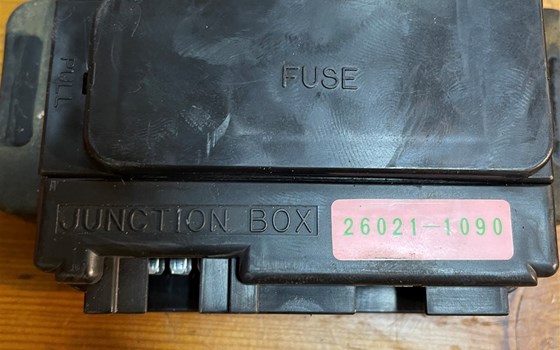 PULL
FUSE
JUNCTION BOX
26021-1090